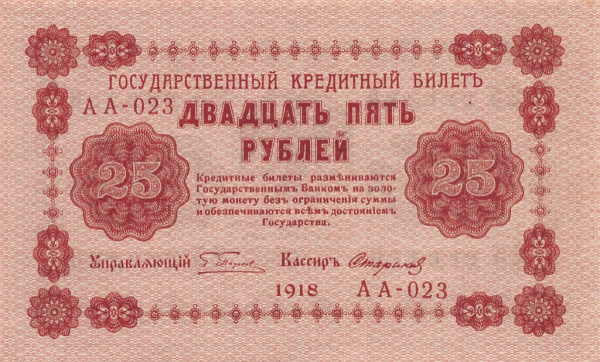 ГОСУДАРСТВЕННЫЙ КРЕДИТНЫЙ БИЛЕТЪ
АА-023
ДВАДЦАТЬ ПЯТЬ
РУБЛЕЙ
25
25
Кредитные билеты размѣниваются
Государственнымъ Банкомъ на золо-
тую монету безъ ограниченія суммы
и обезпечиваются всѣмъ достояніемъ
Государства.
Управляющій
Кассиръ
1918 АА-023